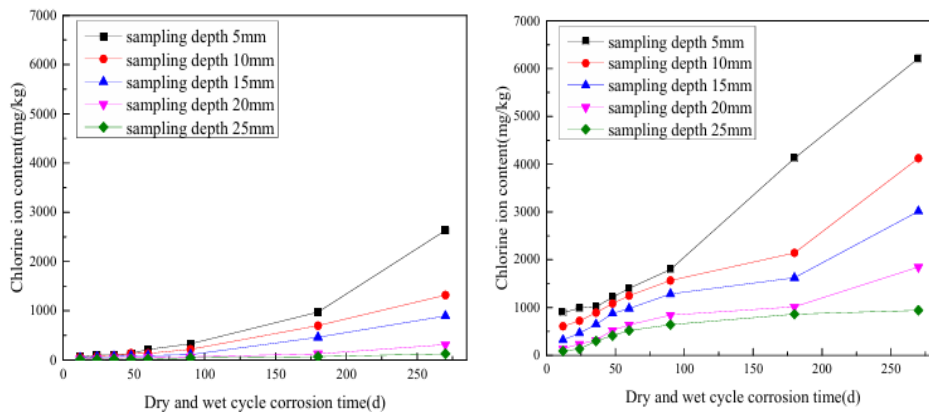 7000
6000
5000
4000
3000
2000
1000
0
Chlorine ion content(mg/kg)
sampling depth 5mm
sampling depth 10mm
sampling depth 15mm
sampling depth 20mm
sampling depth 25mm
0 50 100 150 200 250
Dry and wet cycle corrosion time(d)
7000
6000
5000
4000
3000
2000
1000
0
Chlorine ion content(mg/kg)
sampling depth 5mm
sampling depth 10mm
sampling depth 15mm
sampling depth 20mm
sampling depth 25mm
0 50 100 150 200 250
Dry and wet cycle corrosion time(d)